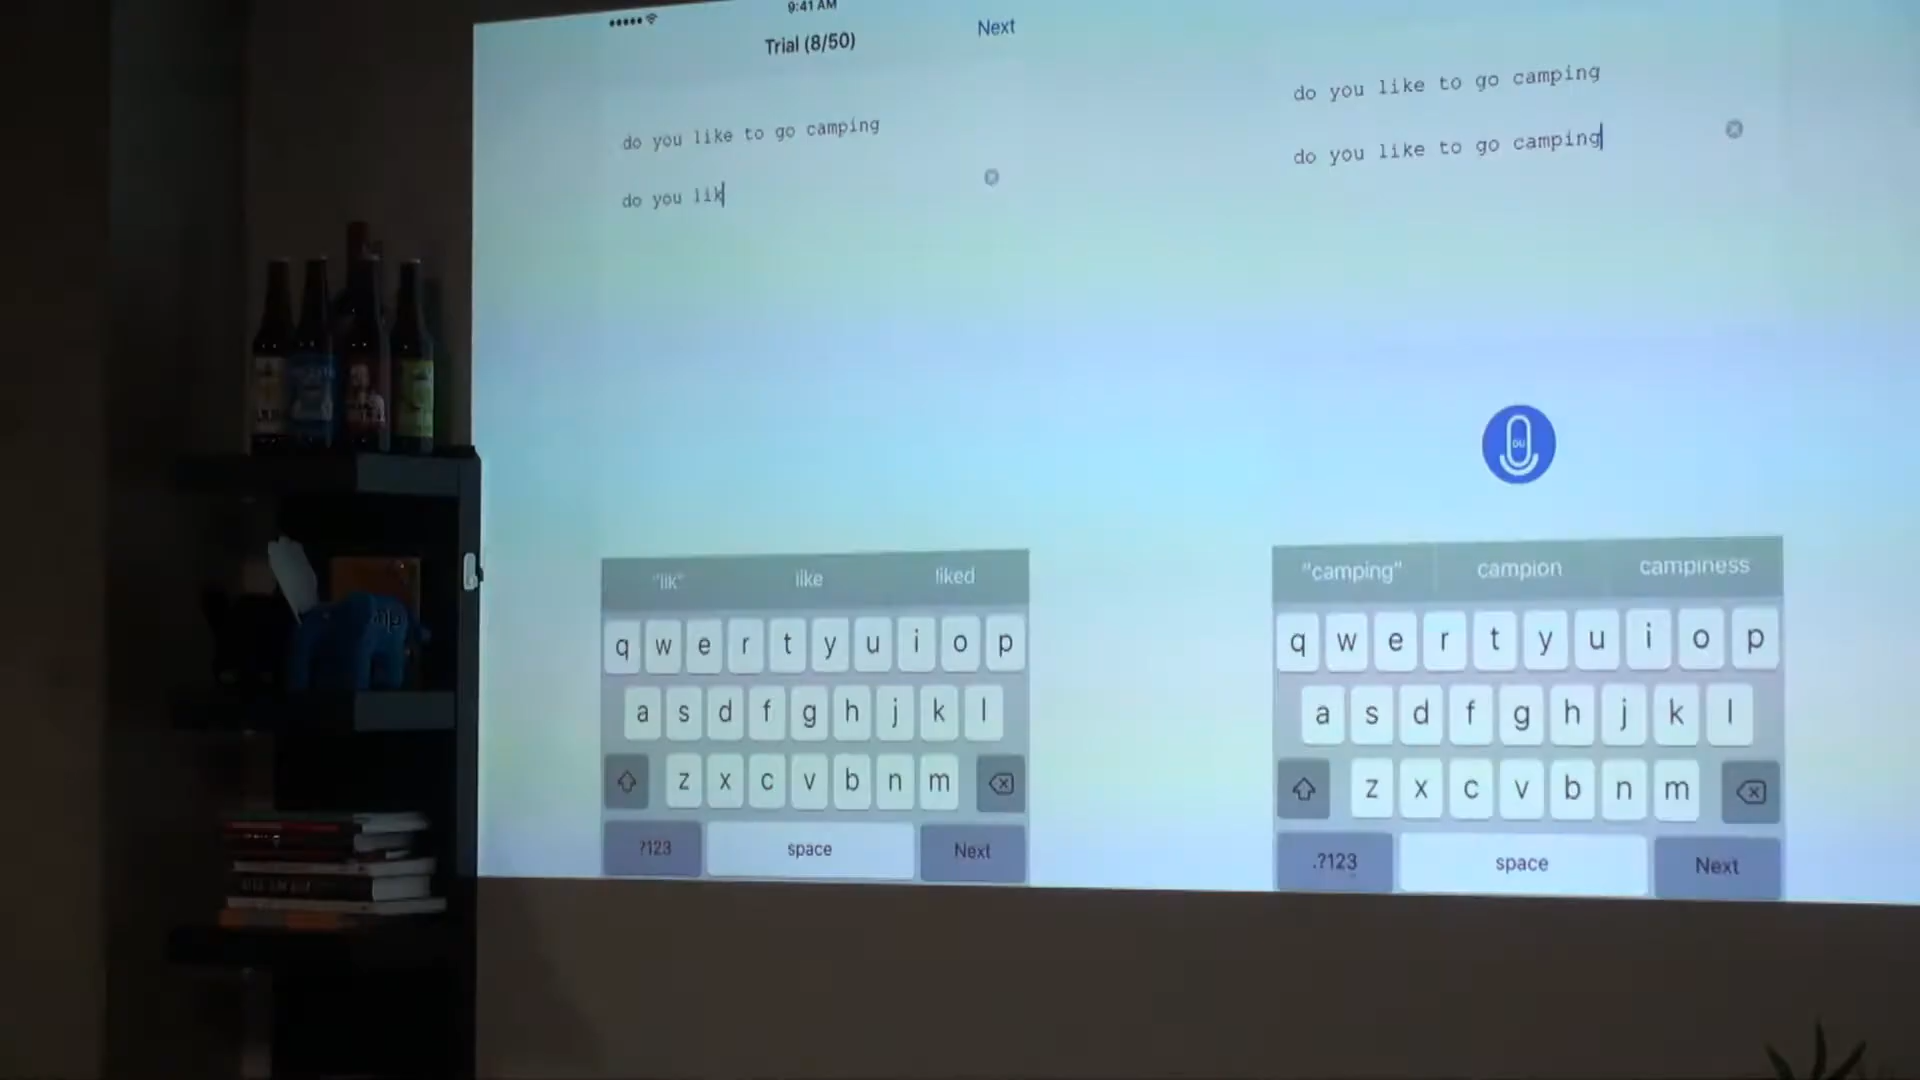 9:41 AM
Trial (8/50)
Next
do you like to go camping
do you lik
"lik" like liked
q w e r t y u i o p
a s d f g h j k l
z x c v b n m
?123 space Next
do you like to go camping
do you like to go camping
DU
"camping" campion campiness
q w e r t y u i o p
a s d f g h j k l
z x c v b n m
.?123 space Next